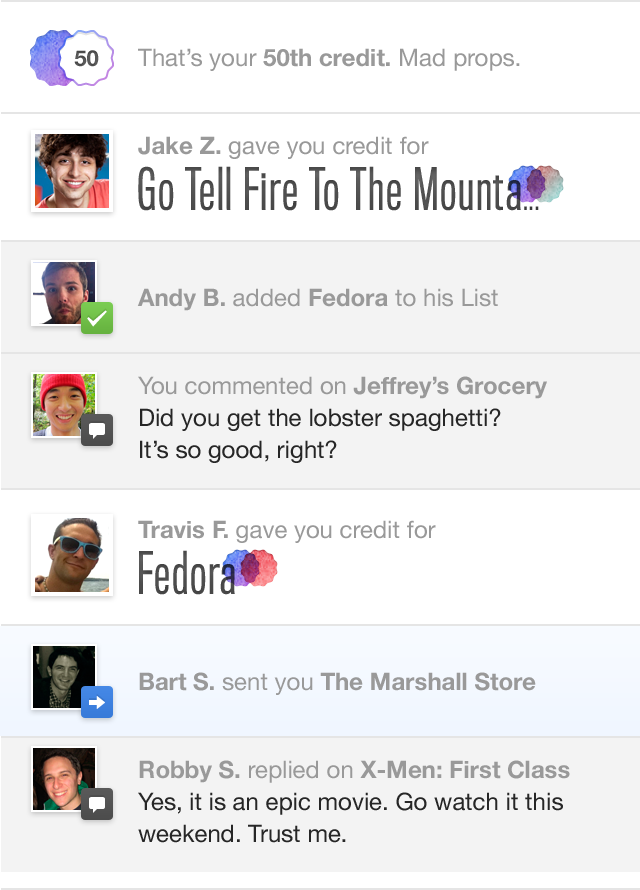 50
That’s your 50th credit. Mad props.
Jake Z. gave you credit for
Go Tell Fire To The Mounta...
Andy B. added Fedora to his List
You commented on Jeffrey’s Grocery
Did you get the lobster spaghetti?
It’s so good, right?
Travis F. gave you credit for
Fedora
Bart S. sent you The Marshall Store
Robby S. replied on X-Men: First Class
Yes, it is an epic movie. Go watch it this
weekend. Trust me.